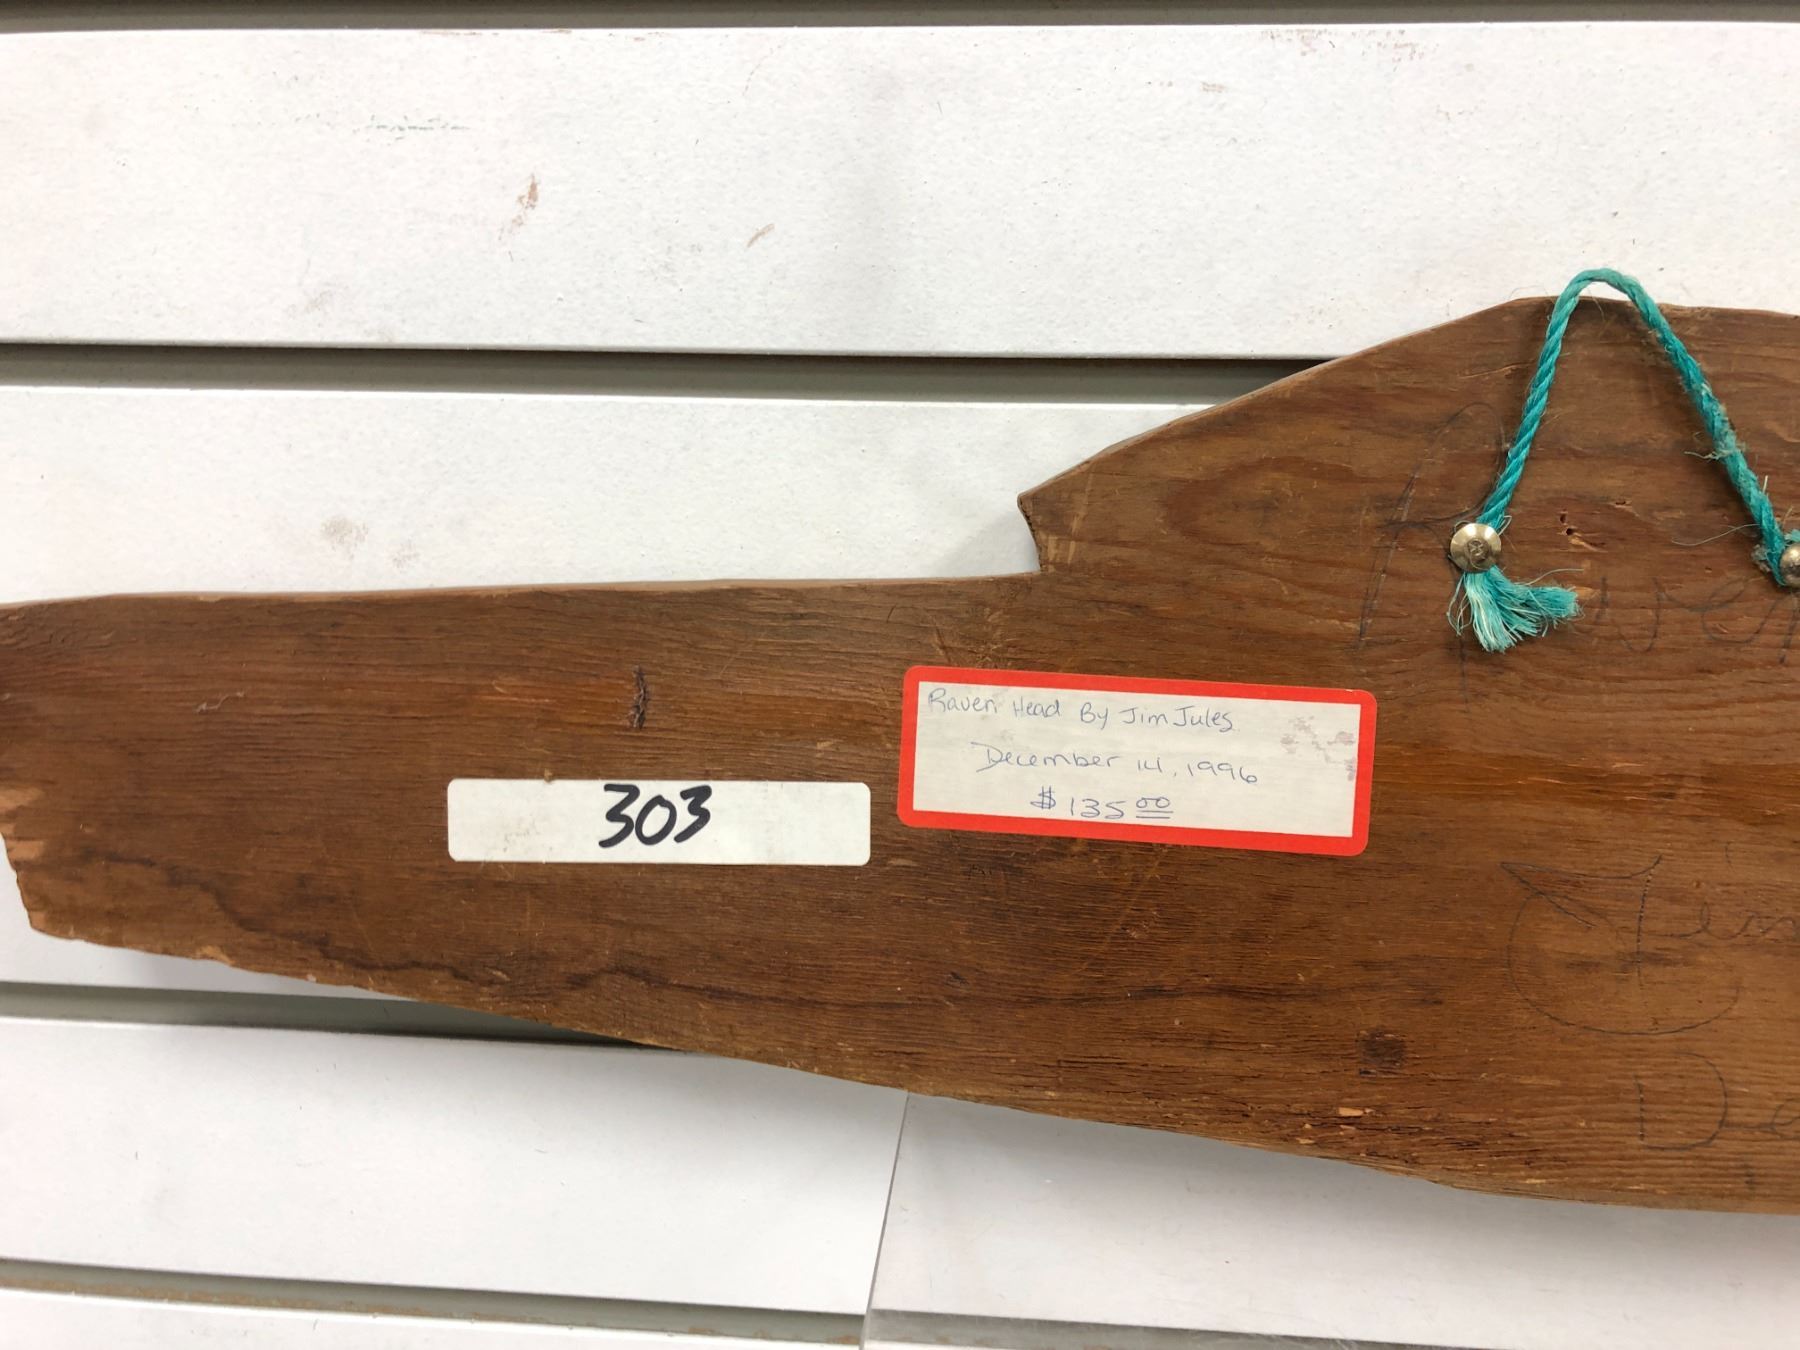 Raven Head By Jim Jules
December 14, 1996
$135.00
303